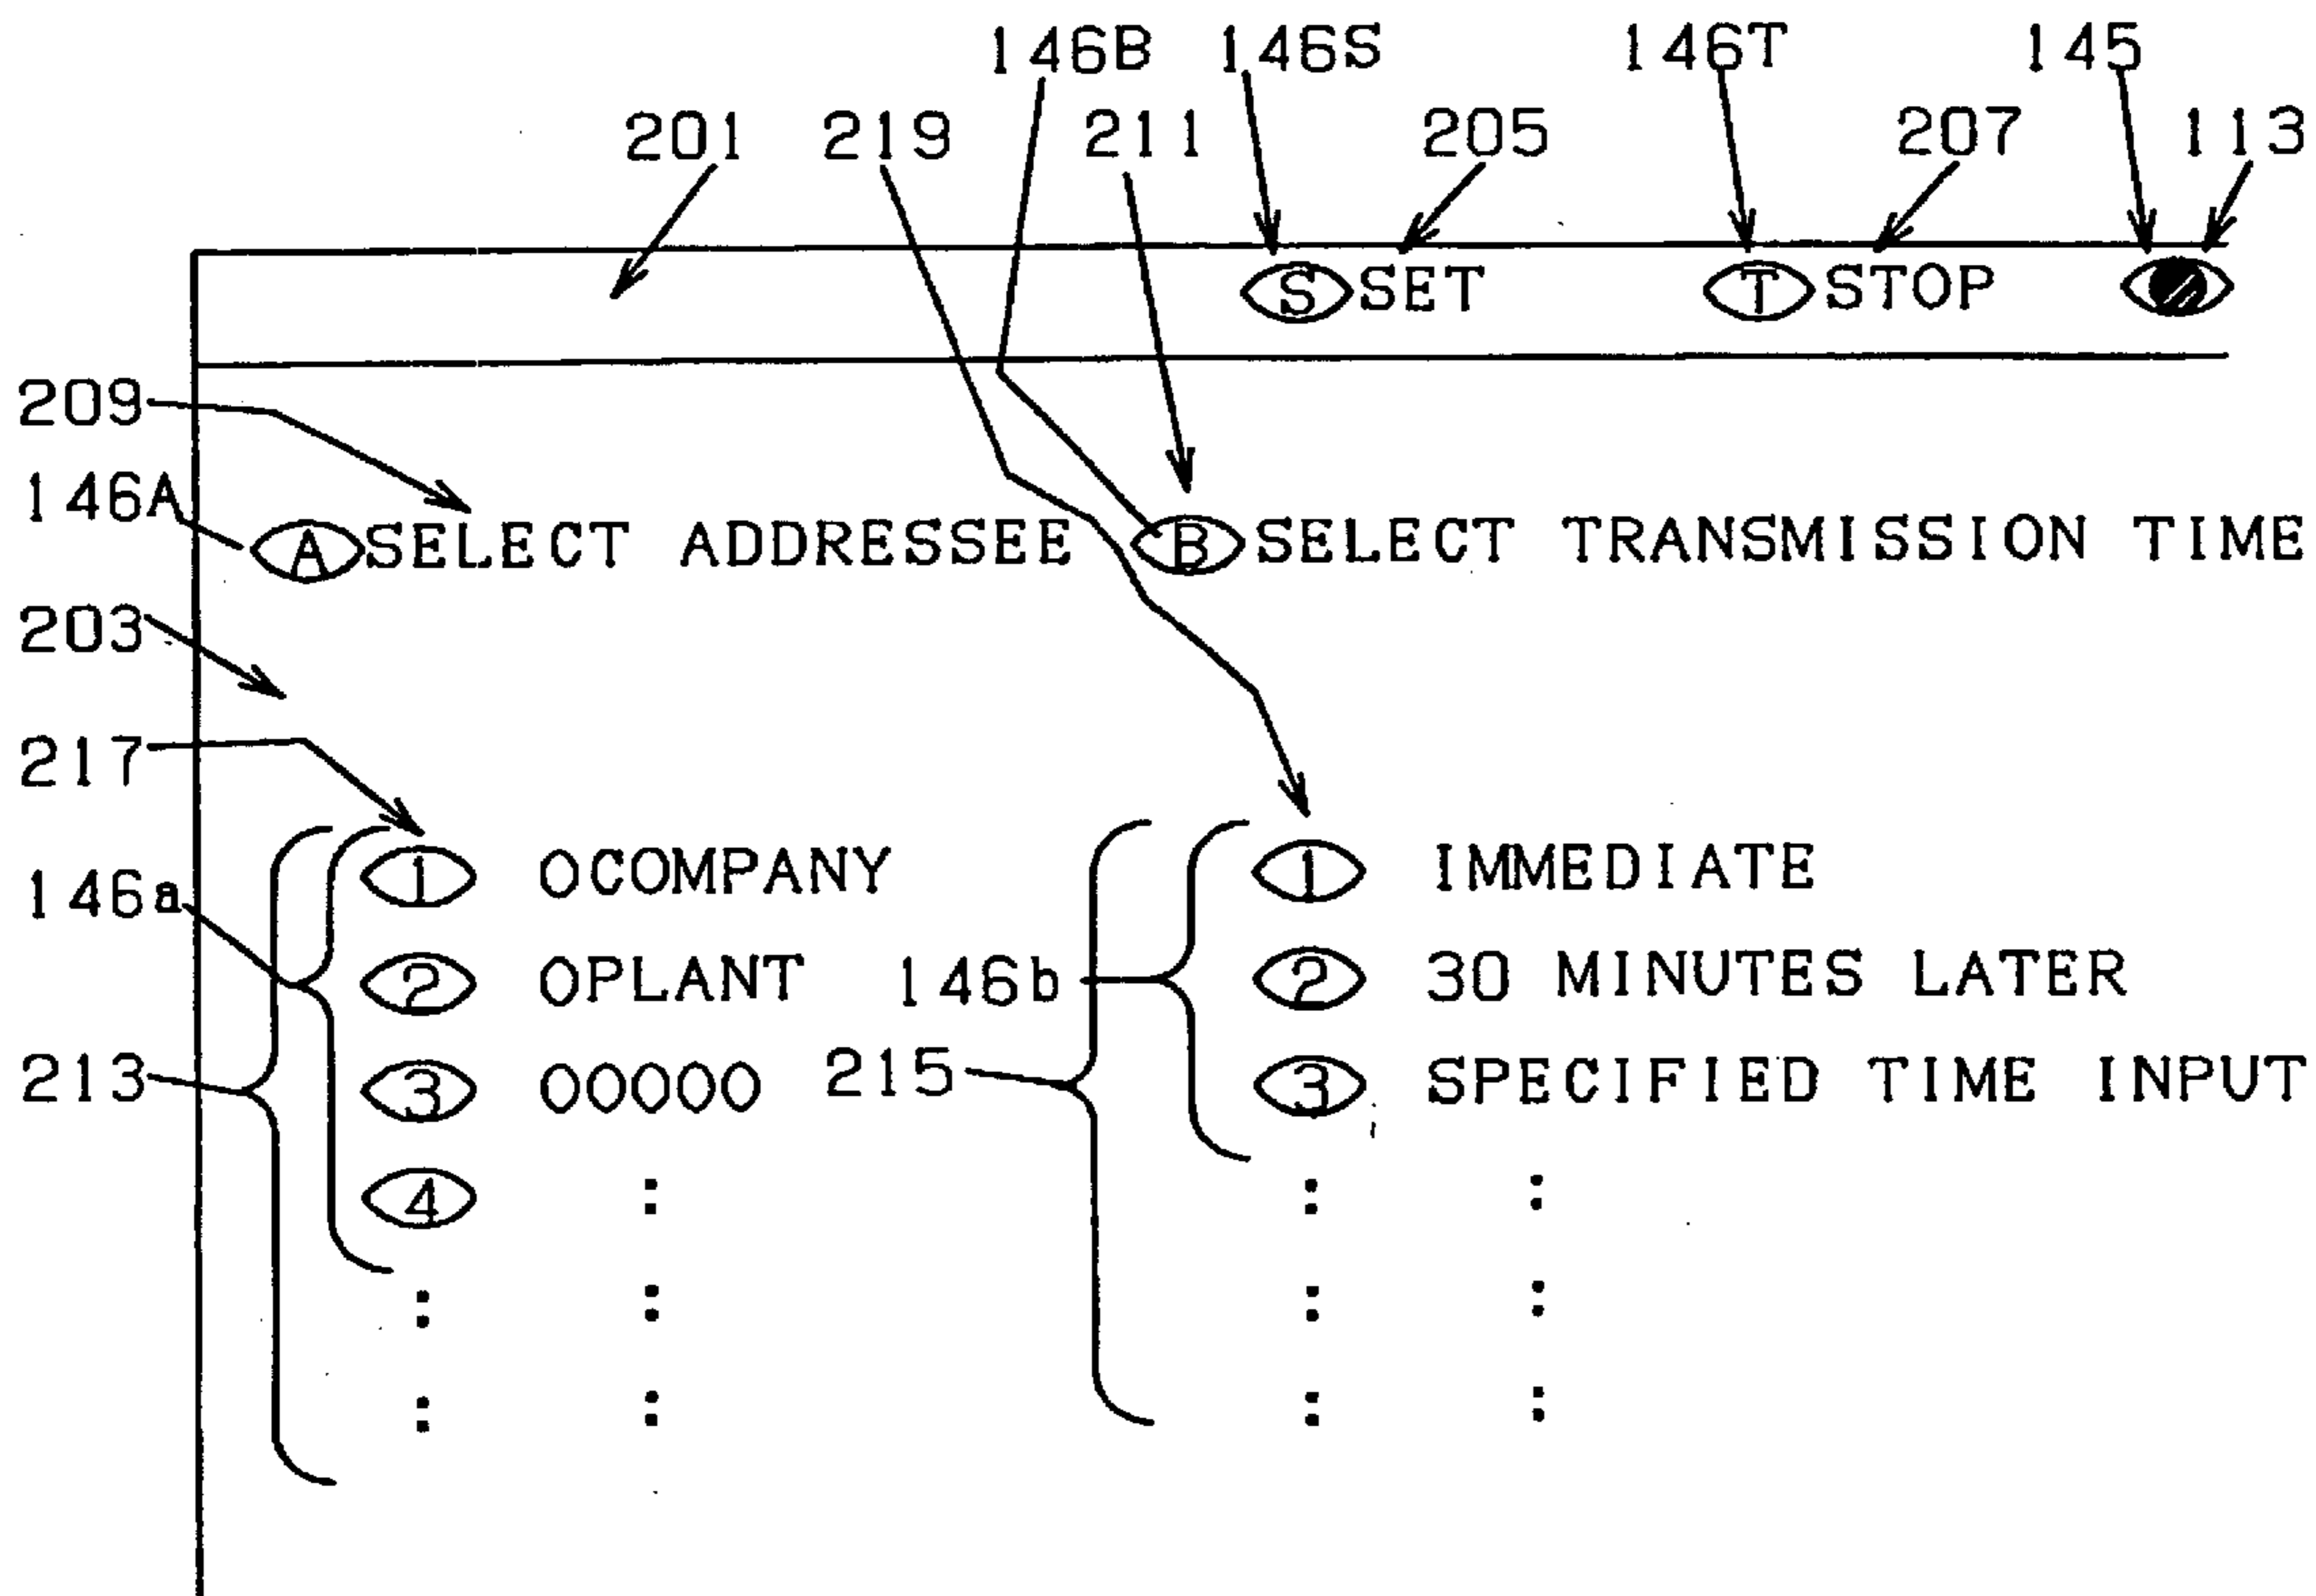 146B 146S 146T 145
201 219 211 205 207 113
S SET T STOP
209
146A
A SELECT ADDRESSEE B SELECT TRANSMISSION TIME
203
217
1 OCOMPANY 1 IMMEDIATE
146a
2 OPLANT 146b 2 30 MINUTES LATER
213 3 OOOOO 215 3 SPECIFIED TIME INPUT
4 : : :
: : : :
: : : :